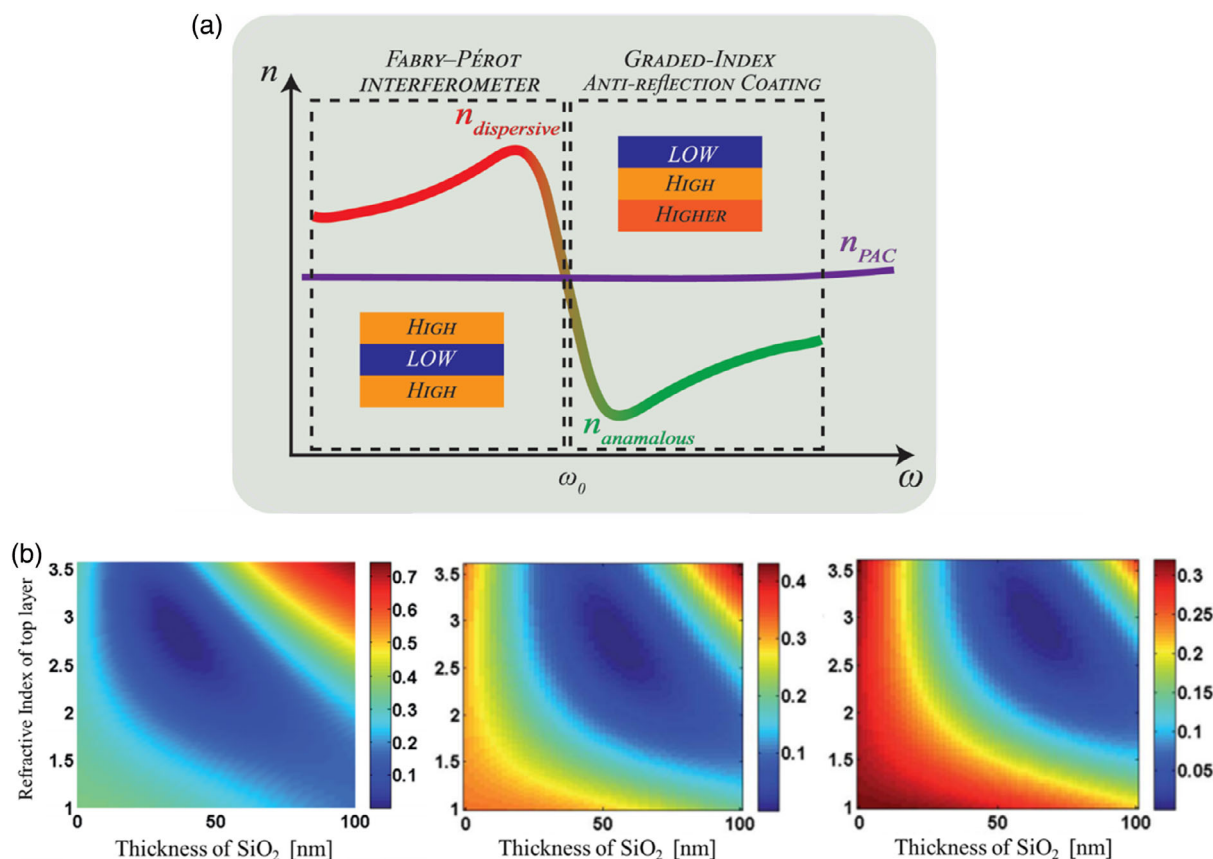 (a)
FABRY–PÉROT
INTERFEROMETER
GRADED-INDEX
ANTI-REflECTION COATING
n
n dispersive
LOW
HIGH
HIGHER
n PAC
HIGH
LOW
HIGH
n anamalous
ω₀
ω
(b)
Refractive Index of top layer
3.5
3
2.5
2
1.5
1
0
50
100
Thickness of SiO₂ [nm]
0.7
0.6
0.5
0.4
0.3
0.2
0.1
3.5
3
2.5
2
1.5
1
0
50
100
Thickness of SiO₂ [nm]
0.4
0.3
0.2
0.1
3.5
3
2.5
2
1.5
1
0
50
100
Thickness of SiO₂ [nm]
0.3
0.25
0.2
0.15
0.1
0.05